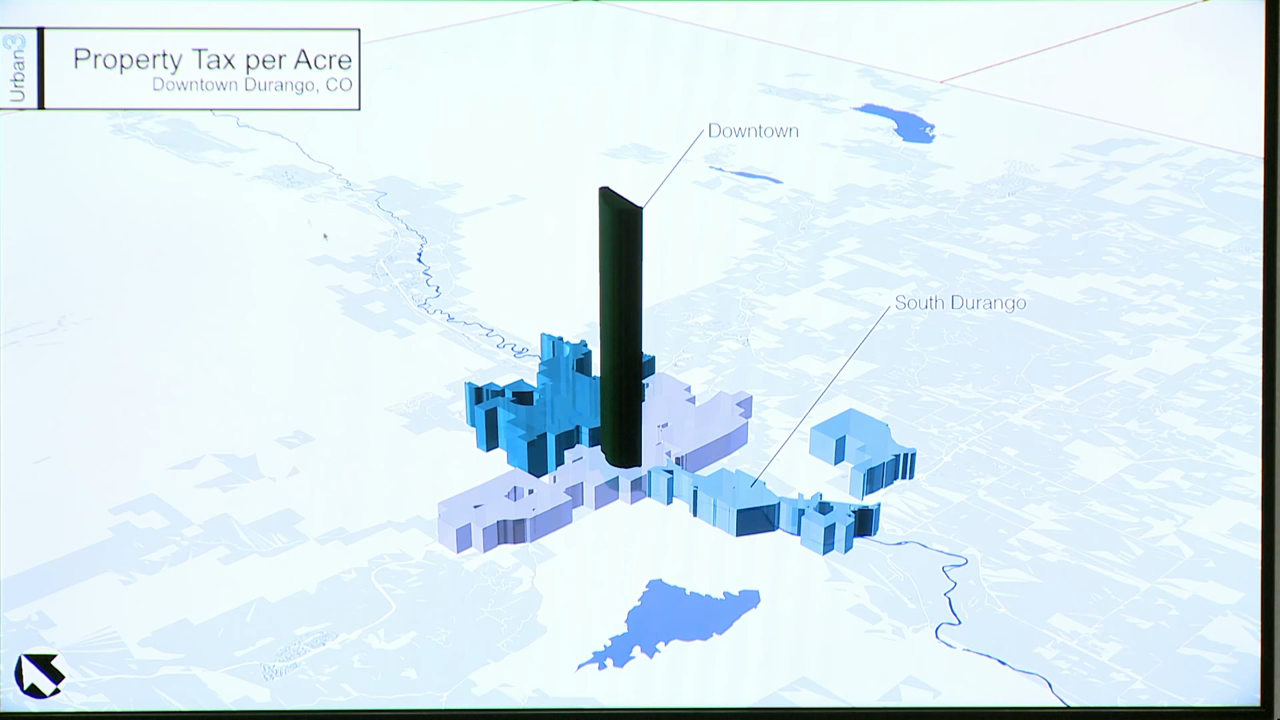 Urban3
Property Tax per Acre
Downtown Durango, CO
Downtown
South Durango